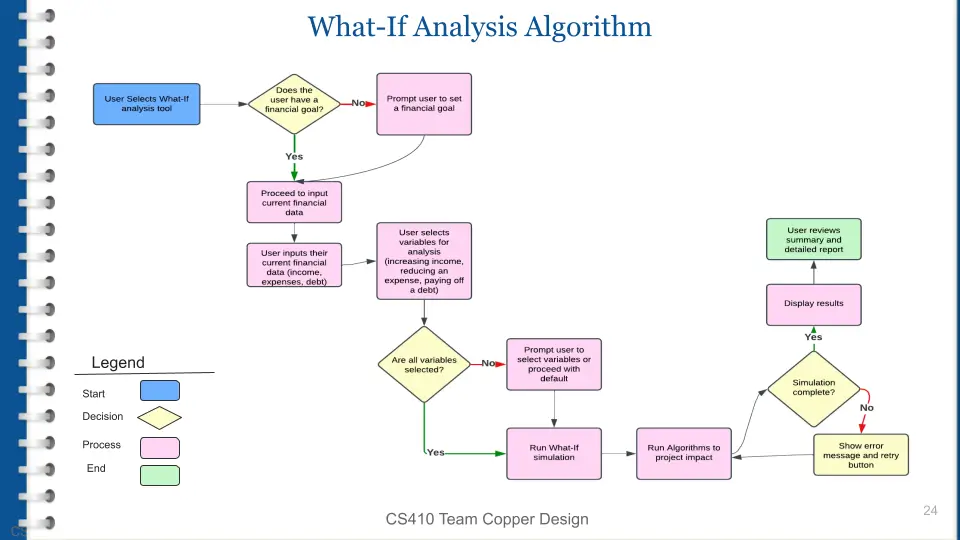 What-If Analysis Algorithm
User Selects What-If
analysis tool
Does the
user have a
financial goal?
No
Prompt user to set
a financial goal
Yes
Proceed to input
current financial
data
User inputs their
current financial
data (income,
expenses, debt)
User selects
variables for
analysis
(increasing income,
reducing an
expense, paying off
a debt)
Are all variables
selected?
No
Prompt user to
select variables or
proceed with
default
Yes
Run What-If
simulation
Run Algorithms to
project impact
Simulation
complete?
No
Show error
message and retry
button
Yes
Display results
User reviews
summary and
detailed report
Legend
Start
Decision
Process
End
CS410 Team Copper Design
24
CS